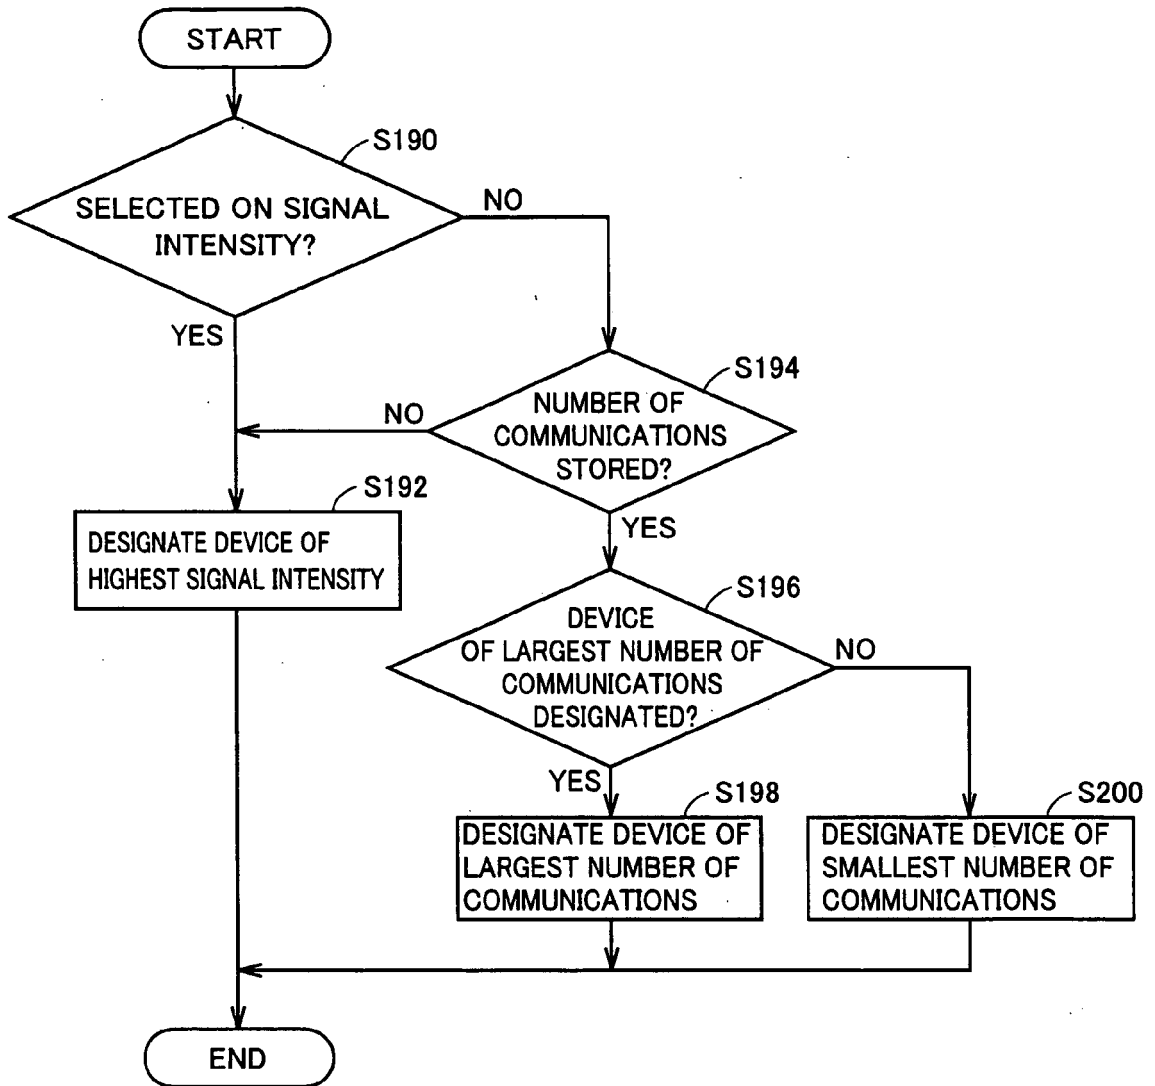 START
S190
SELECTED ON SIGNAL
INTENSITY?
NO
YES
S194
NUMBER OF
COMMUNICATIONS
STORED?
NO
YES
S192
DESIGNATE DEVICE OF
HIGHEST SIGNAL INTENSITY
S196
DEVICE
OF LARGEST NUMBER OF
COMMUNICATIONS
DESIGNATED?
NO
YES
S198
DESIGNATE DEVICE OF
LARGEST NUMBER OF
COMMUNICATIONS
S200
DESIGNATE DEVICE OF
SMALLEST NUMBER OF
COMMUNICATIONS
END